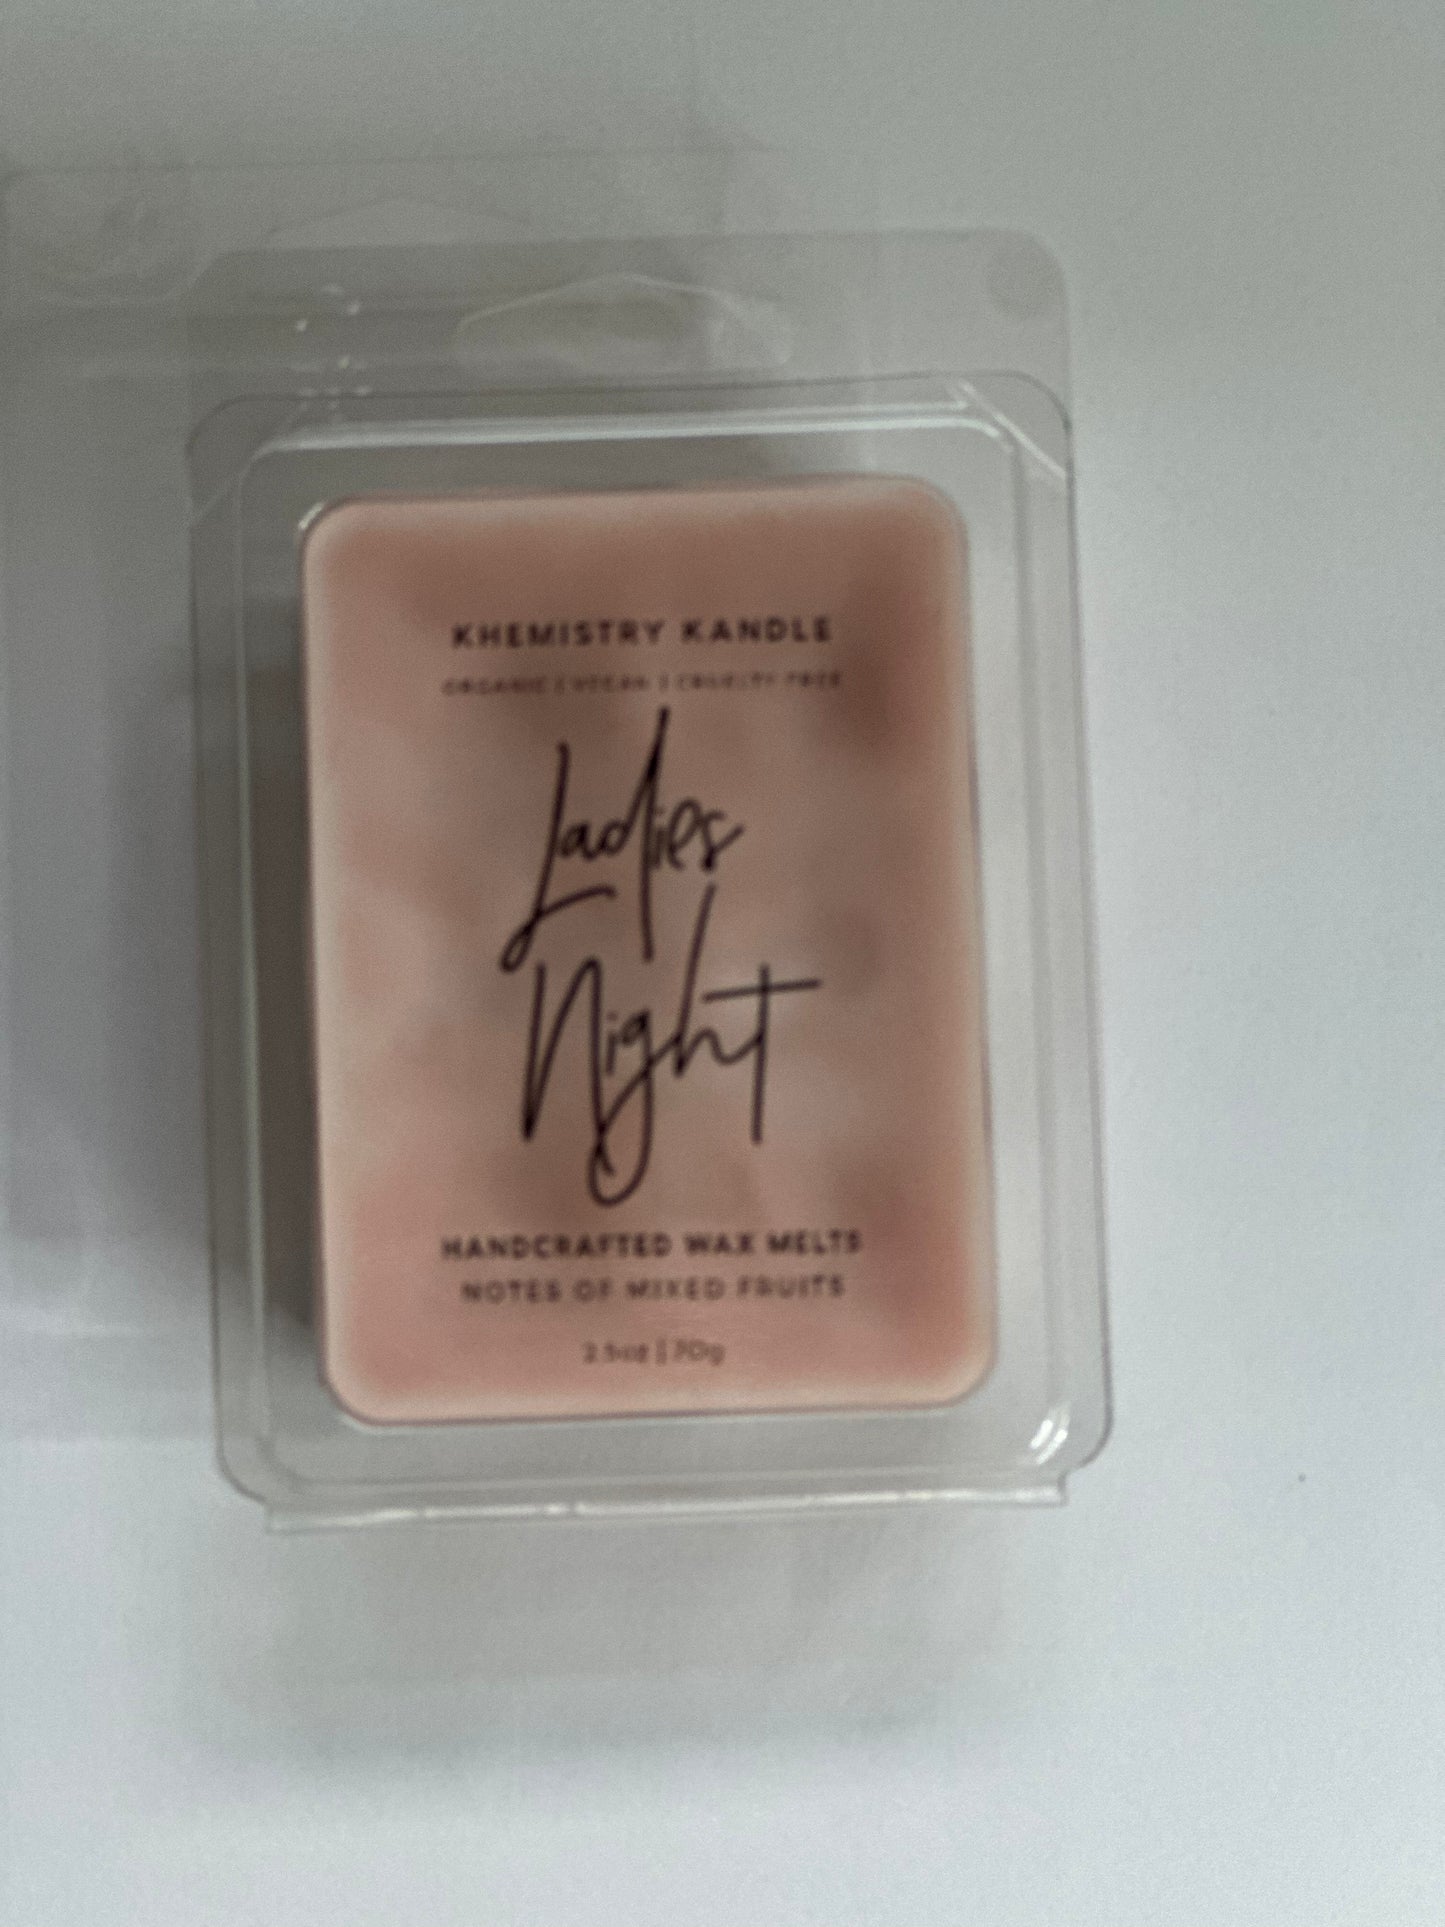 KHEMISTRY KANDLE
ORGANIC | VEGAN | CRUELTY FREE
Ladies
Night
HANDCRAFTED WAX MELTS
NOTES OF MIXED FRUITS
2.5oz | 70g